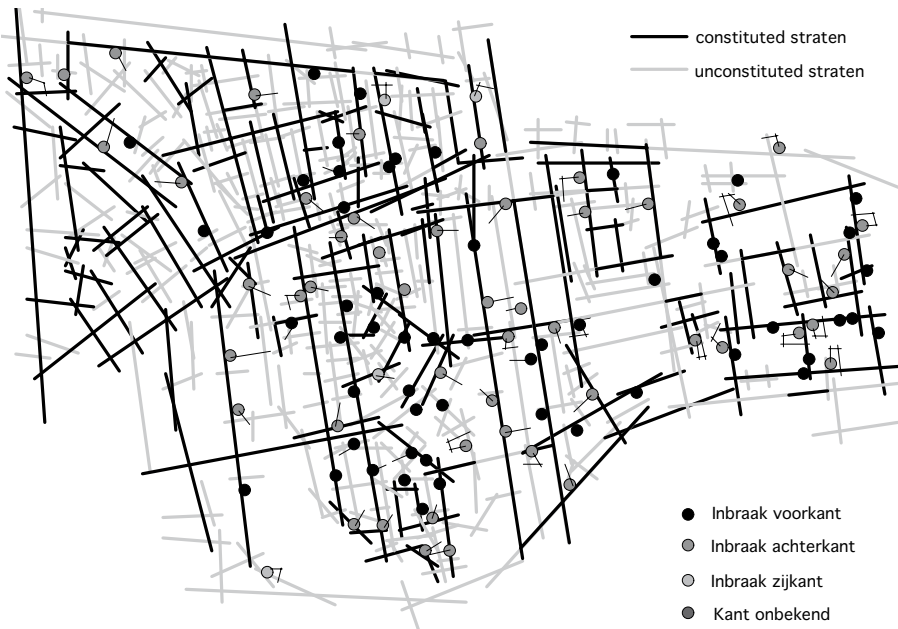 constituted straten
unconstituted straten
Inbraak voorkant
Inbraak achterkant
Inbraak zijkant
Kant onbekend